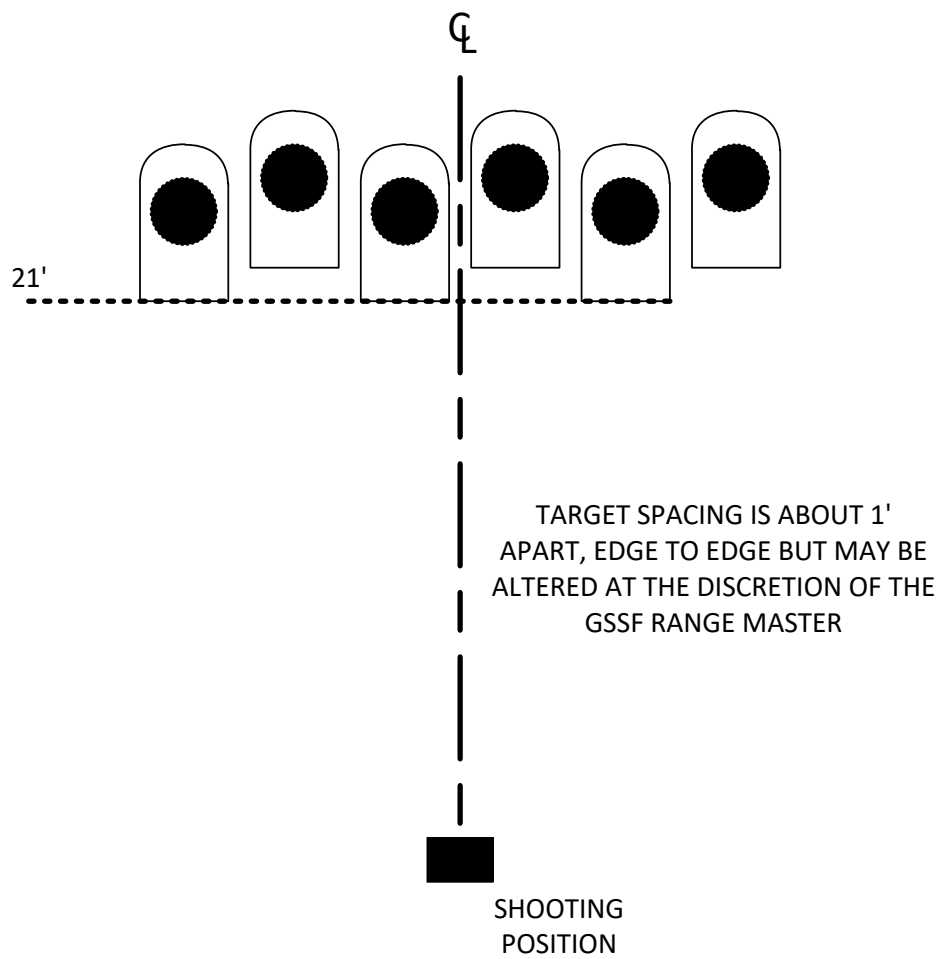 ℄
21'
TARGET SPACING IS ABOUT 1'
APART, EDGE TO EDGE BUT MAY BE
ALTERED AT THE DISCRETION OF THE
GSSF RANGE MASTER
SHOOTING
POSITION